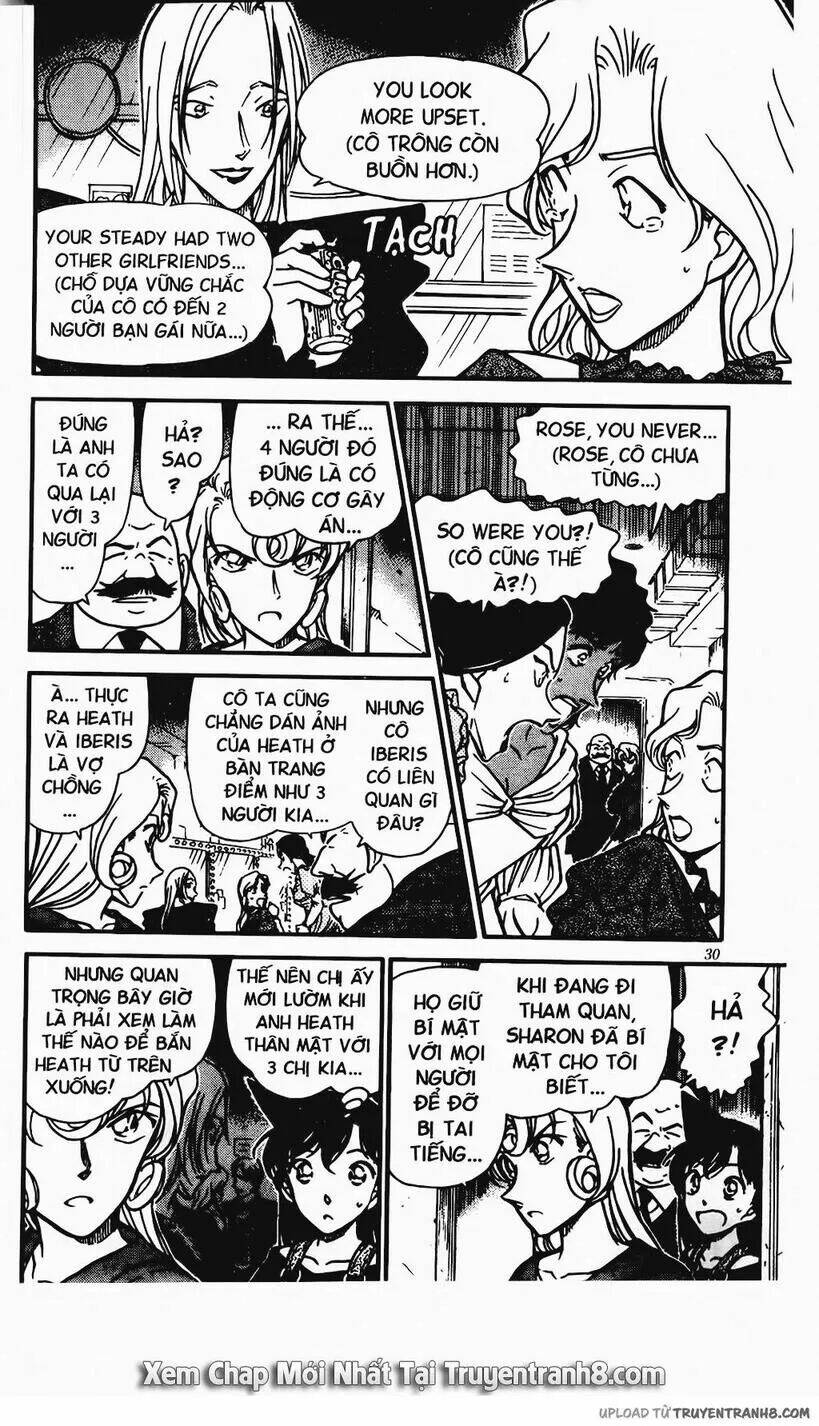 YOU LOOK
MORE UPSET.
(CÔ TRÔNG CÒN
BUỒN HƠN.)
TẠCH
YOUR STEADY HAD TWO
OTHER GIRLFRIENDS...
(CHỖ DỰA VỮNG CHẮC
CỦA CÔ CÓ ĐẾN 2
NGƯỜI BẠN GÁI NỮA...)
ROSE, YOU NEVER...
(ROSE, CÔ CHƯA
TỪNG...)
SO WERE YOU?!
(CÔ CŨNG THẾ
À?!)
... RA THẾ...
4 NGƯỜI ĐÓ
ĐÚNG LÀ CÓ
ĐỘNG CƠ GÂY
ÁN...
HẢ?
SAO
?
ĐÚNG
LÀ ANH
TA CÓ
QUA LẠI
VỚI 3
NGƯỜI
...
NHƯNG
CÔ
IBERIS
CÓ LIÊN
QUAN GÌ
ĐÂU?
CÔ TA CŨNG
CHẲNG DÁN ẢNH
CỦA HEATH Ở
BÀN TRANG
ĐIỂM NHƯ 3
NGƯỜI KIA...
À... THỰC
RA HEATH
VÀ IBERIS
LÀ VỢ
CHỒNG
...
30
HẢ
?!
KHI ĐANG ĐI
THAM QUAN,
SHARON ĐÃ BÍ
MẬT CHO TÔI
BIẾT...
HỌ GIỮ
BÍ MẬT
VỚI MỌI
NGƯỜI
ĐỂ ĐỠ
BỊ TAI
TIẾNG...
THẾ NÊN CHỊ ẤY
MỚI LƯỜM KHI
ANH HEATH
THÂN MẬT VỚI
3 CHỊ KIA...
NHƯNG QUAN
TRỌNG BÂY GIỜ
LÀ PHẢI XEM LÀM
THẾ NÀO ĐỂ BẮN
HEATH TỪ TRÊN
XUỐNG!
Xem Chap Mới Nhất Tại Truyentranh8.com
UPLOAD TỪ TRUYENTRANH8.COM